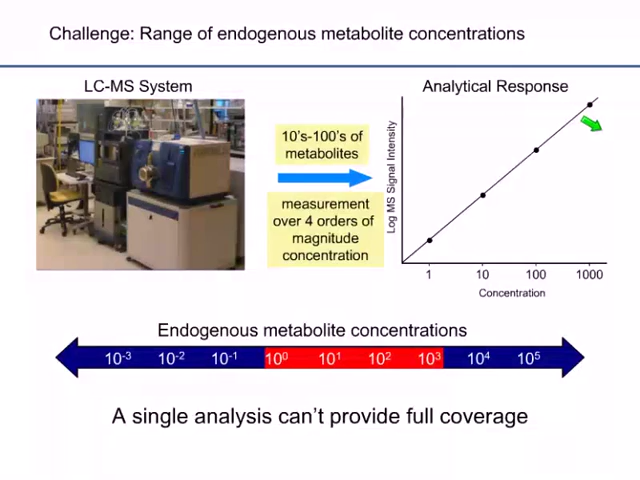 Challenge: Range of endogenous metabolite concentrations
LC-MS System
Analytical Response
10's-100's of
metabolites
measurement
over 4 orders of
magnitude
concentration
Log MS Signal Intensity
1 10 100 1000
Concentration
Endogenous metabolite concentrations
10⁻³ 10⁻² 10⁻¹ 10⁰ 10¹ 10² 10³ 10⁴ 10⁵
A single analysis can't provide full coverage